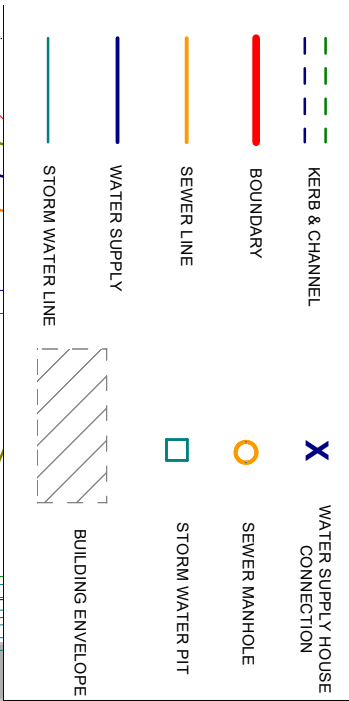 KERB & CHANNEL
BOUNDARY
SEWER LINE
WATER SUPPLY
STORM WATER LINE
X
WATER SUPPLY HOUSE
CONNECTION
SEWER MANHOLE
STORM WATER PIT
BUILDING ENVELOPE